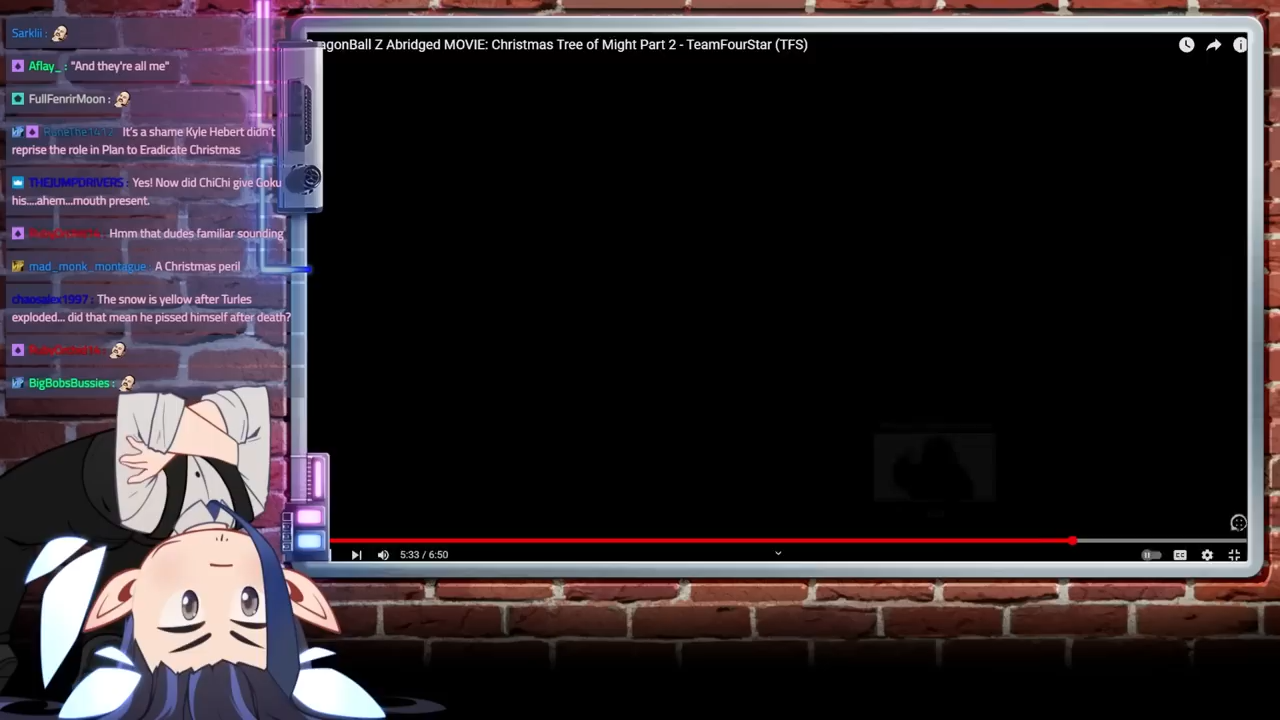 Sarklii :
DragonBall Z Abridged MOVIE: Christmas Tree of Might Part 2 - TeamFourStar (TFS)
Aflay_ : "And they're all me"
FullFenrirMoon :
It's a shame Kyle Hebert didn't
reprise the role in Plan to Eradicate Christmas
THEJUMPDRIVERS : Yes! Now did ChiChi give Goku
his....ahem...mouth present.
Hmm that dudes familiar sounding
mad_monk_montague : A Christmas peril
chaosalex1997 : The snow is yellow after Turles
exploded... did that mean he pissed himself after death?
BigBobsBussies :
5:33 / 6:50